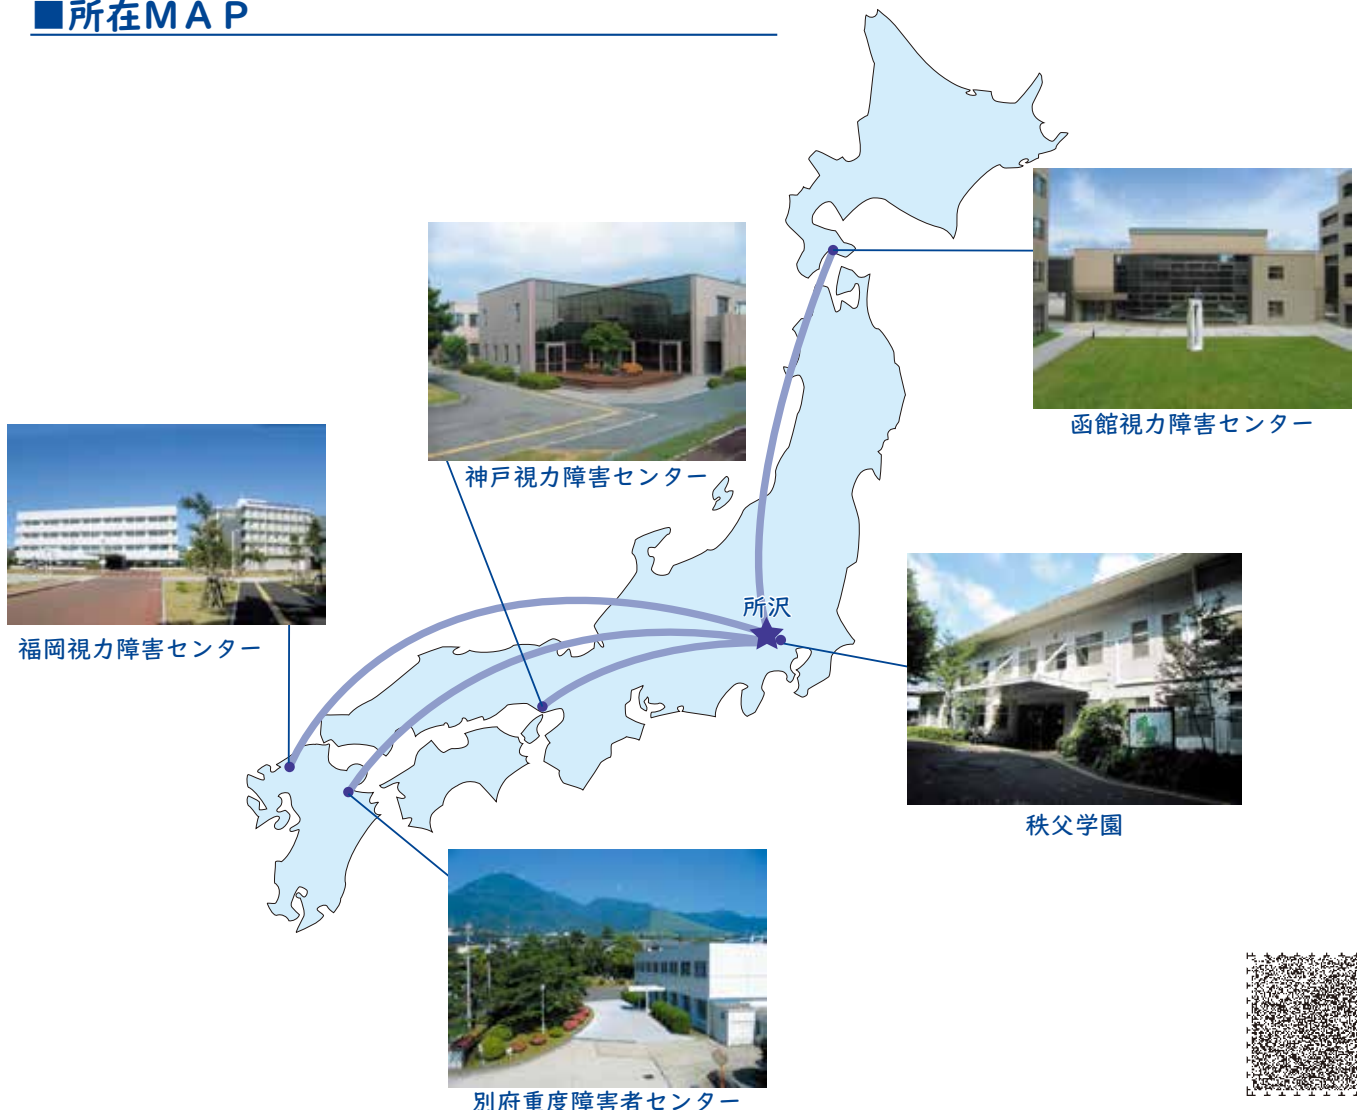 ■所在MAP
函館視力障害センター
神戸視力障害センター
所沢
福岡視力障害センター
秩父学園
別府重度障害者センター